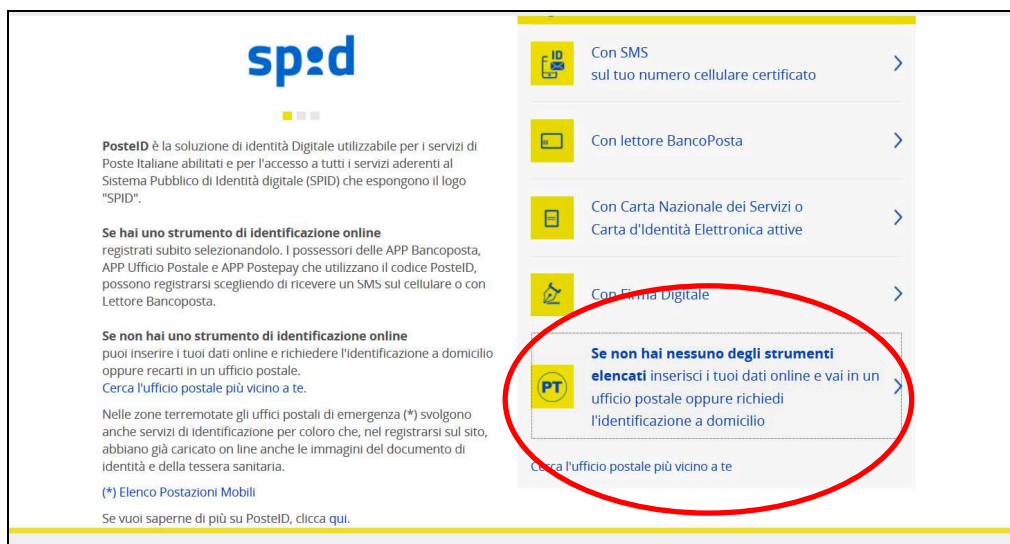 spid
PosteID è la soluzione di identità Digitale utilizzabile per i servizi di
Poste Italiane abilitati e per l'accesso a tutti i servizi aderenti al
Sistema Pubblico di Identità digitale (SPID) che espongono il logo
"SPID".
Se hai uno strumento di identificazione online
registrati subito selezionandolo. I possessori delle APP Bancoposta,
APP Ufficio Postale e APP Postepay che utilizzano il codice PosteID,
possono registrarsi scegliendo di ricevere un SMS sul cellulare o con
Lettore Bancoposta.
Se non hai uno strumento di identificazione online
puoi inserire i tuoi dati online e richiedere l'identificazione a domicilio
oppure recarti in un ufficio postale.
Cerca l'ufficio postale più vicino a te.
Nelle zone terremotate gli uffici postali di emergenza (*) svolgono
anche servizi di identificazione per coloro che, nel registrarsi sul sito,
abbiano già caricato on line anche le immagini del documento di
identità e della tessera sanitaria.
(*) Elenco Postazioni Mobili
Se vuoi saperne di più su PosteID, clicca qui.
ID
Con SMS
sul tuo numero cellulare certificato
Con lettore BancoPosta
Con Carta Nazionale dei Servizi o
Carta d'Identità Elettronica attive
Con Firma Digitale
PT
Se non hai nessuno degli strumenti
elencati inserisci i tuoi dati online e vai in un
ufficio postale oppure richiedi
l'identificazione a domicilio
Cerca l'ufficio postale più vicino a te